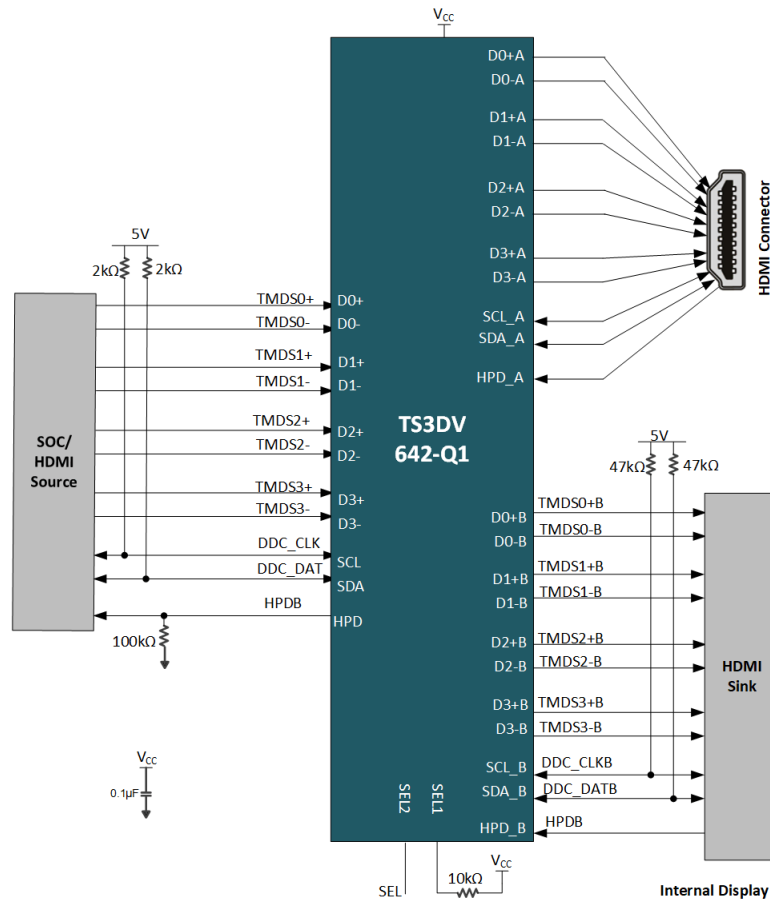 VCC
D0+A
D0-A
D1+A
D1-A
D2+A
D2-A
D3+A
D3-A
SCL_A
SDA_A
HPD_A
HDMI Connector
5V
2kΩ
2kΩ
SOC/
HDMI
Source
TMDS0+
TMDS0-
TMDS1+
TMDS1-
TMDS2+
TMDS2-
TMDS3+
TMDS3-
DDC_CLK
DDC_DAT
HPDB
100kΩ
D0+
D0-
D1+
D1-
D2+
D2-
D3+
D3-
SCL
SDA
HPD
TS3DV
642-Q1
5V
47kΩ
47kΩ
D0+B
D0-B
D1+B
D1-B
D2+B
D2-B
D3+B
D3-B
SCL_B
SDA_B
HPD_B
TMDS0+B
TMDS0-B
TMDS1+B
TMDS1-B
TMDS2+B
TMDS2-B
TMDS3+B
TMDS3-B
DDC_CLKB
DDC_DATB
HPDB
HDMI
Sink
VCC
0.1µF
SEL2
SEL1
SEL
10kΩ
VCC
Internal Display